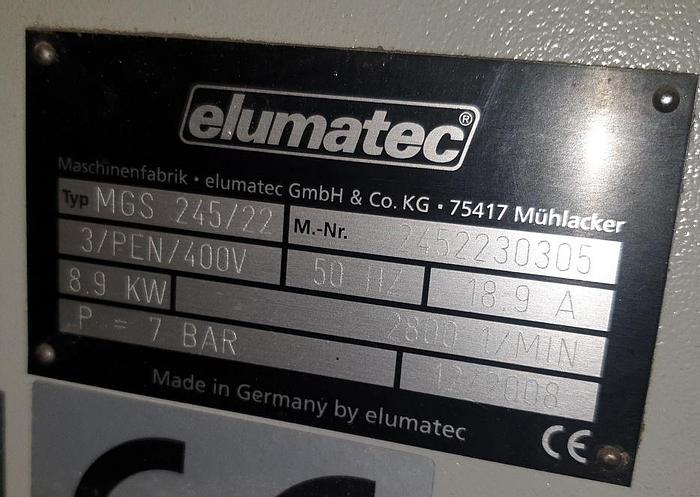 elumatec®
Maschinenfabrik • elumatec GmbH & Co. KG • 75417 Mühlacker
Typ MGS 245/22 M.-Nr. 2452230305
3/PEN/400V 50 HZ 18.9 A
8.9 KW 2800 1/MIN
P = 7 BAR 12/2008
Made in Germany by elumatec CE
CE